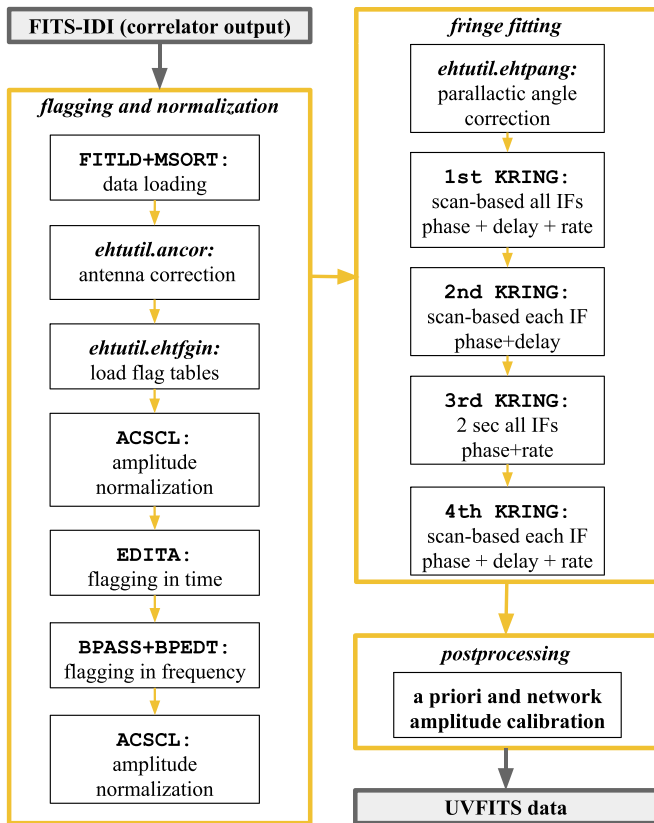 FITS-IDI (correlator output)
flagging and normalization
FITLD+MSORT:
data loading
ehtutil.ancor:
antenna correction
ehtutil.ehtfgin:
load flag tables
ACSCL:
amplitude
normalization
EDITA:
flagging in time
BPASS+BPEDT:
flagging in frequency
ACSCL:
amplitude
normalization
fringe fitting
ehtutil.ehtpang:
parallactic angle
correction
1st KRING:
scan-based all IFs
phase + delay + rate
2nd KRING:
scan-based each IF
phase+delay
3rd KRING:
2 sec all IFs
phase+rate
4th KRING:
scan-based each IF
phase + delay + rate
postprocessing
a priori and network
amplitude calibration
UVFITS data